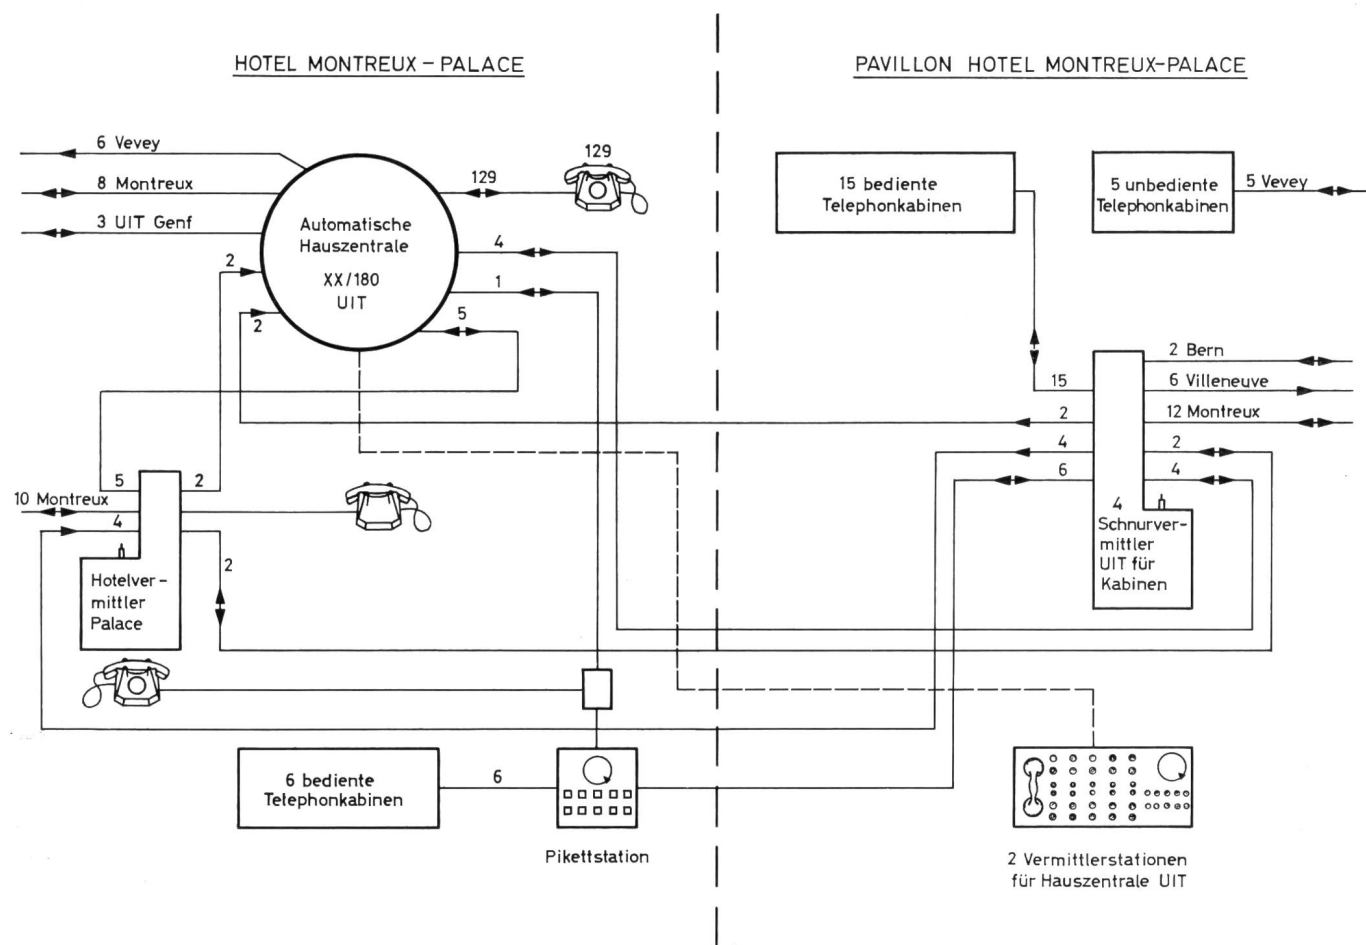 HOTEL MONTREUX – PALACE
PAVILLON HOTEL MONTREUX-PALACE
6 Vevey
8 Montreux
3 UIT Genf
Automatische
Hauszentrale
XX/180
UIT
129
129
4
1
5
2
2
15 bediente
Telephonkabinen
5 unbediente
Telephonkabinen
5 Vevey
15
2
4
6
2 Bern
6 Villeneuve
12 Montreux
2
4
4
Schnurver-
mittler
UIT für
Kabinen
5
2
10 Montreux
4
2
Hotelver-
mittler
Palace
6 bediente
Telephonkabinen
6
Pikettstation
2 Vermittlerstationen
für Hauszentrale UIT